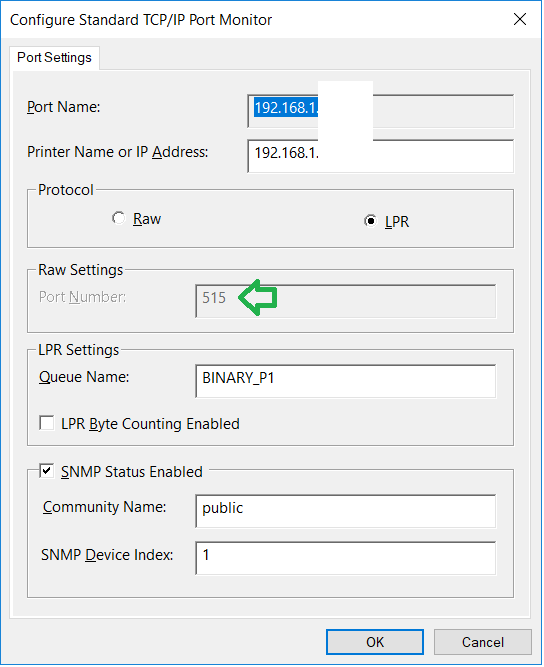 Configure Standard TCP/IP Port Monitor
Port Settings
Port Name: 192.168.1.
Printer Name or IP Address: 192.168.1.
Protocol
Raw LPR
Raw Settings
Port Number: 515
LPR Settings
Queue Name: BINARY_P1
LPR Byte Counting Enabled
SNMP Status Enabled
Community Name: public
SNMP Device Index: 1
OK Cancel